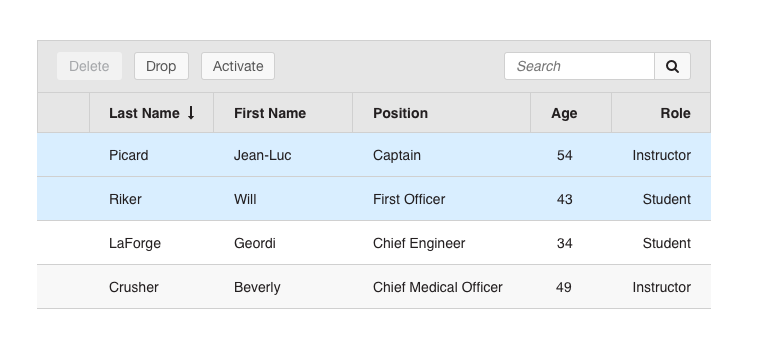 Delete Drop Activate Search
Last Name First Name Position Age Role
Picard Jean-Luc Captain 54 Instructor
Riker Will First Officer 43 Student
LaForge Geordi Chief Engineer 34 Student
Crusher Beverly Chief Medical Officer 49 Instructor